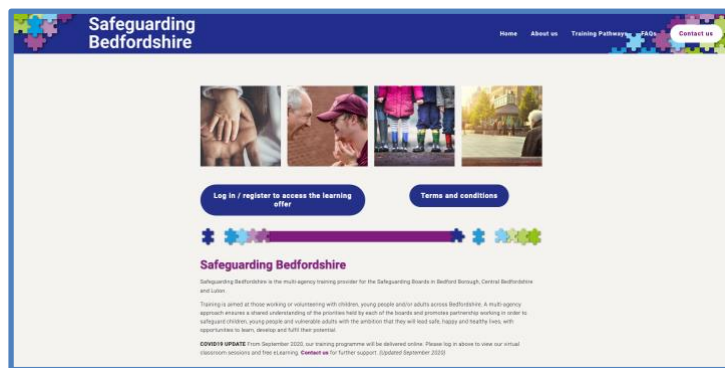 Safeguarding
Bedfordshire
Home About us Training Pathways FAQs Contact us
Log in / register to access the learning
offer
Terms and conditions
Safeguarding Bedfordshire
Safeguarding Bedfordshire is the multi-agency training provider for the Safeguarding Boards in Bedford Borough, Central Bedfordshire
and Luton.
Training is aimed at those working or volunteering with children, young people and/or adults across Bedfordshire. A multi-agency
approach ensures a shared understanding of the priorities held by each of the boards and promotes partnership working in order to
safeguard children, young people and vulnerable adults with the ambition that they will lead safe, happy and healthy lives, with
opportunities to learn, develop and fulfil their potential.
COVID19 UPDATE From September 2020, our training programme will be delivered online. Please log in above to view our virtual
classroom sessions and free eLearning. Contact us for further support. (Updated September 2020)